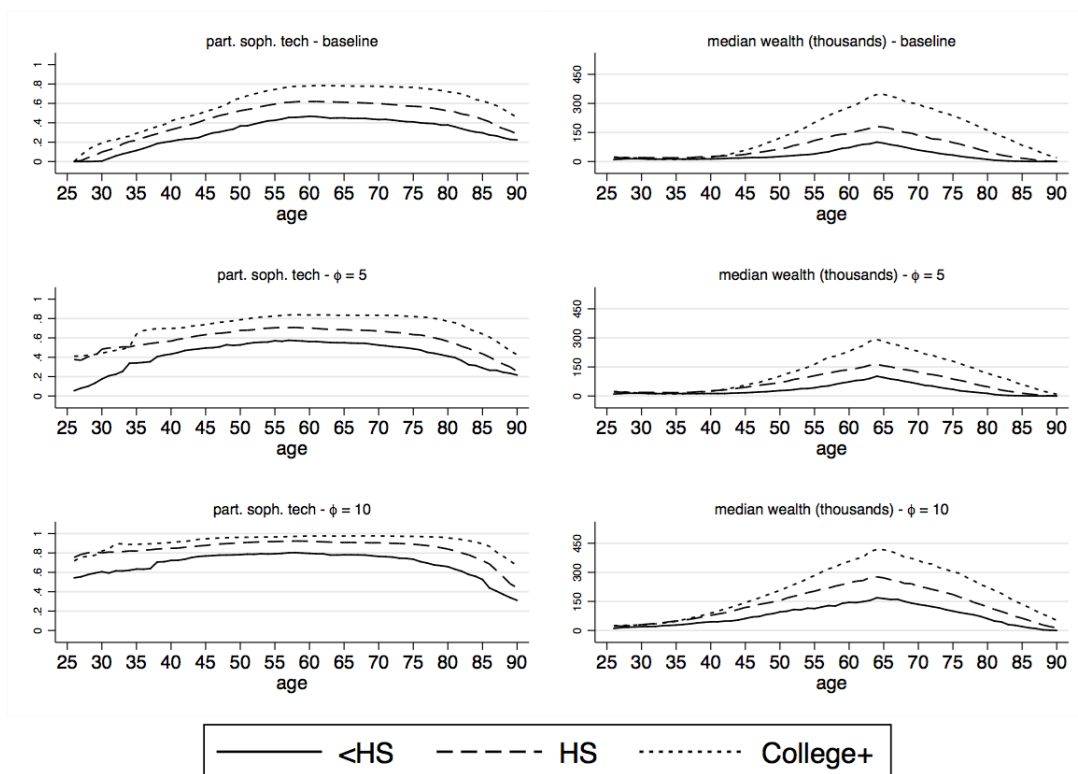 part. soph. tech - baseline
1
.8
.6
.4
.2
0
25 30 35 40 45 50 55 60 65 70 75 80 85 90
age
median wealth (thousands) - baseline
450
300
150
0
25 30 35 40 45 50 55 60 65 70 75 80 85 90
age
part. soph. tech - ϕ = 5
1
.8
.6
.4
.2
0
25 30 35 40 45 50 55 60 65 70 75 80 85 90
age
median wealth (thousands) - ϕ = 5
450
300
150
0
25 30 35 40 45 50 55 60 65 70 75 80 85 90
age
part. soph. tech - ϕ = 10
1
.8
.6
.4
.2
0
25 30 35 40 45 50 55 60 65 70 75 80 85 90
age
median wealth (thousands) - ϕ = 10
450
300
150
0
25 30 35 40 45 50 55 60 65 70 75 80 85 90
age
<HS HS College+